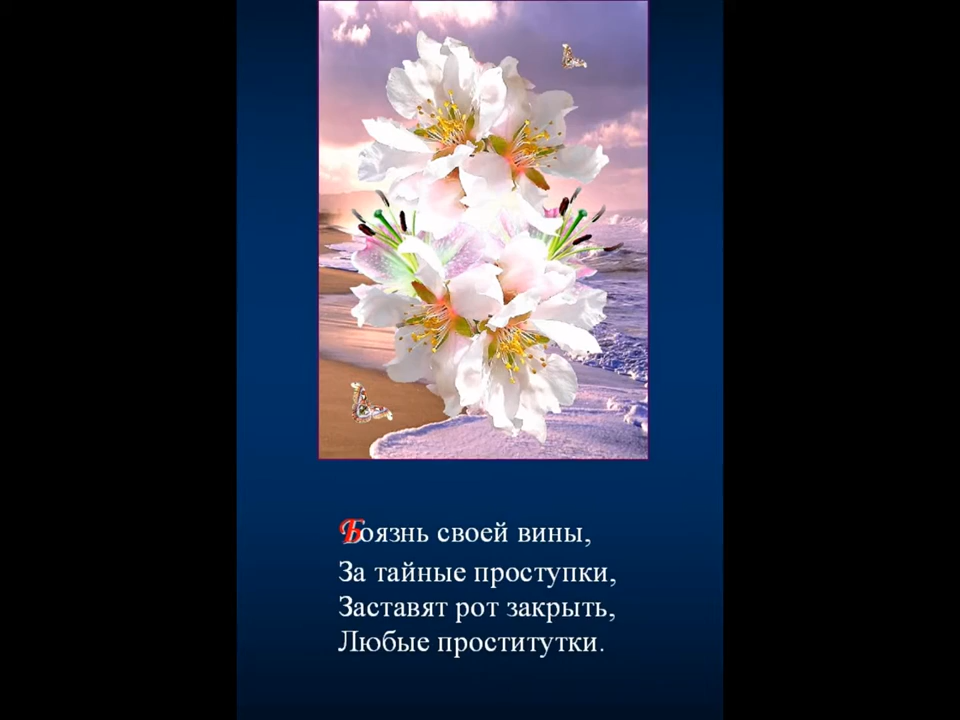 Боязнь своей вины,
За тайные проступки,
Заставят рот закрыть,
Любые проститутки.